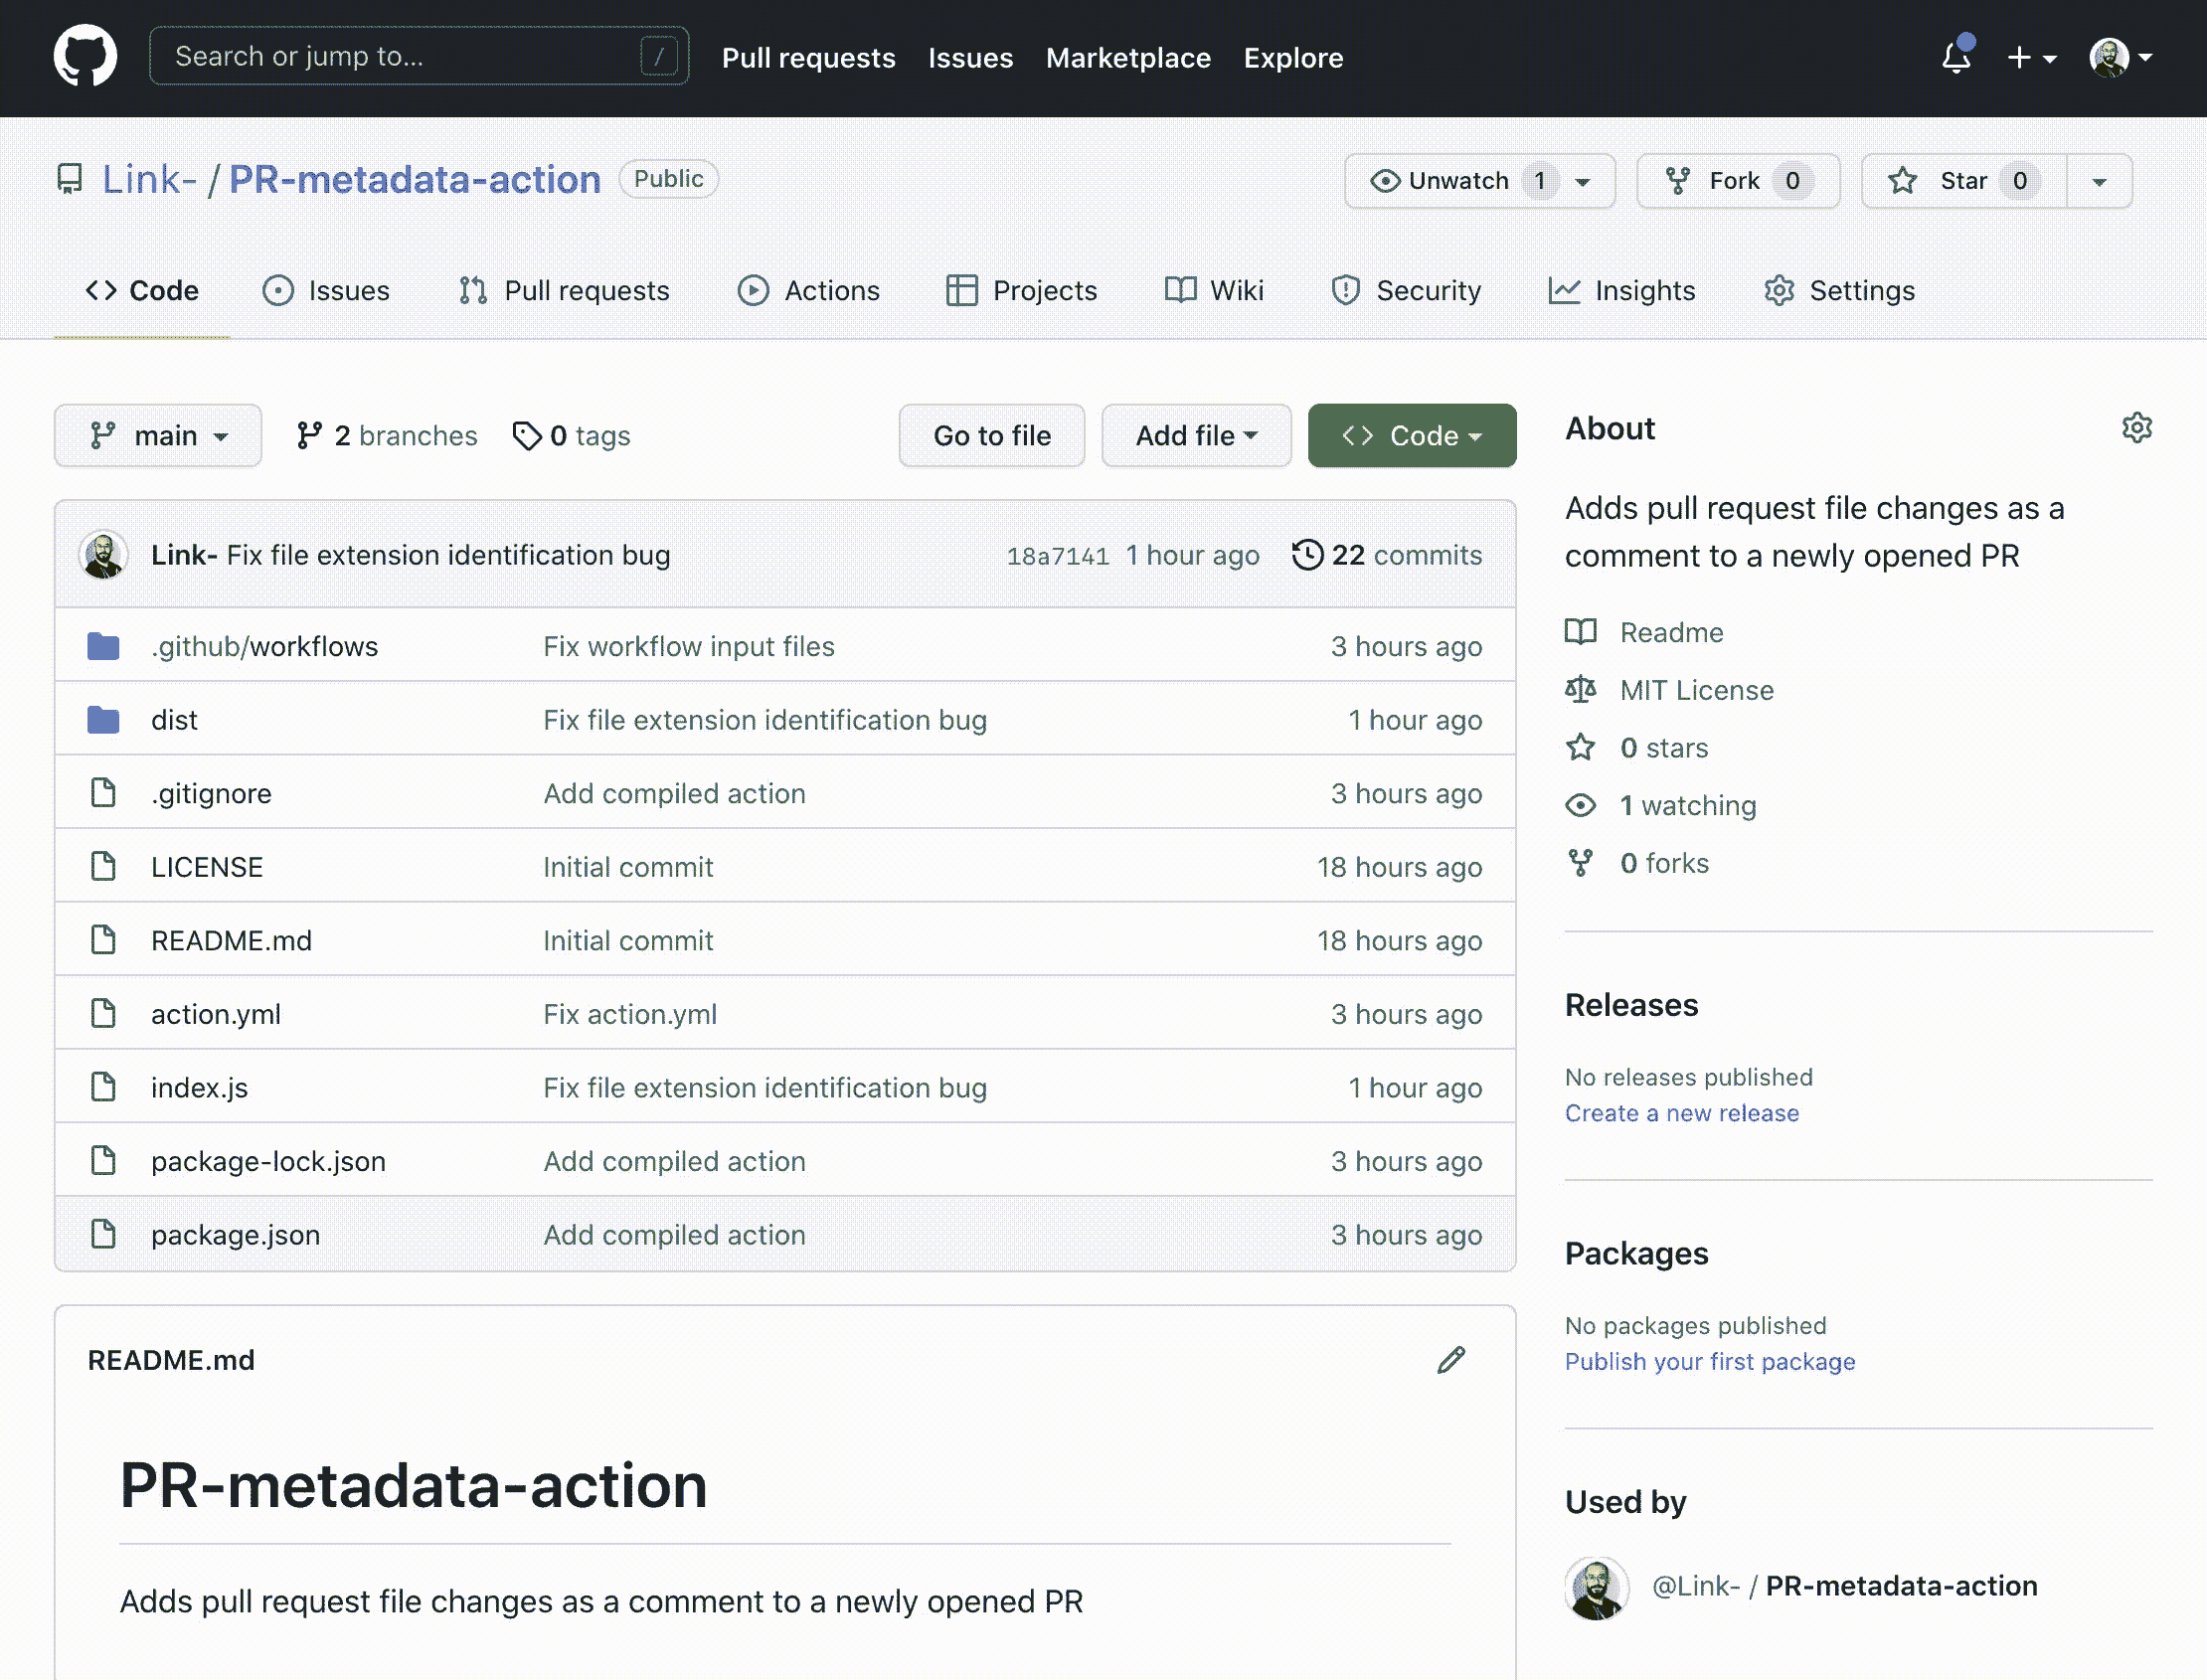 Search or jump to... /
Pull requests Issues Marketplace Explore
Link- / PR-metadata-action Public
Unwatch 1 Fork 0 Star 0
Code Issues Pull requests Actions Projects Wiki Security Insights Settings
main 2 branches 0 tags Go to file Add file Code
Link- Fix file extension identification bug 18a7141 1 hour ago 22 commits
.github/workflows Fix workflow input files 3 hours ago
dist Fix file extension identification bug 1 hour ago
.gitignore Add compiled action 3 hours ago
LICENSE Initial commit 18 hours ago
README.md Initial commit 18 hours ago
action.yml Fix action.yml 3 hours ago
index.js Fix file extension identification bug 1 hour ago
package-lock.json Add compiled action 3 hours ago
package.json Add compiled action 3 hours ago
README.md
PR-metadata-action
Adds pull request file changes as a comment to a newly opened PR
About
Adds pull request file changes as a
comment to a newly opened PR
Readme
MIT License
0 stars
1 watching
0 forks
Releases
No releases published
Create a new release
Packages
No packages published
Publish your first package
Used by
@Link- / PR-metadata-action